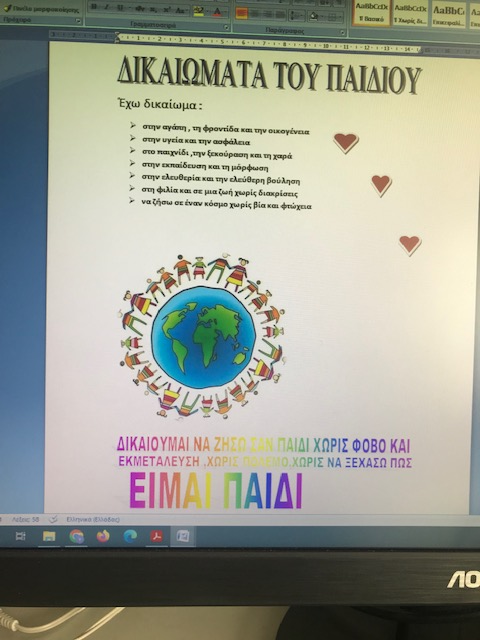 Πινέλο μορφοποίησης
Πρόχειρο
Γραμματοσειρά
Παράγραφος
AaBbCcDc
AaBbCcDc
AaBbC
¶ Βασικό
¶ Χωρίς δι...
Επικεφαλί...
ΔΙΚΑΙΩΜΑΤΑ ΤΟΥ ΠΑΙΔΙΟΥ
Έχω δικαίωμα :
➢ στην αγάπη , τη φροντίδα και την οικογένεια
➢ στην υγεία και την ασφάλεια
➢ στο παιχνίδι ,την ξεκούραση και τη χαρά
➢ στην εκπαίδευση και τη μόρφωση
➢ στην ελευθερία και την ελεύθερη βούληση
➢ στη φιλία και σε μια ζωή χωρίς διακρίσεις
➢ να ζήσω σε έναν κόσμο χωρίς βία και φτώχεια
ΔΙΚΑΙΟΥΜΑΙ ΝΑ ΖΗΣΩ ΣΑΝ ΠΑΙΔΙ ΧΩΡΙΣ ΦΟΒΟ ΚΑΙ
ΕΚΜΕΤΑΛΕΥΣΗ ,ΧΩΡΙΣ ΠΟΛΕΜΟ,ΧΩΡΙΣ ΝΑ ΞΕΧΑΣΩ ΠΩΣ
ΕΙΜΑΙ ΠΑΙΔΙ
Λέξεις: 58
Ελληνικά (Ελλάδας)
AO